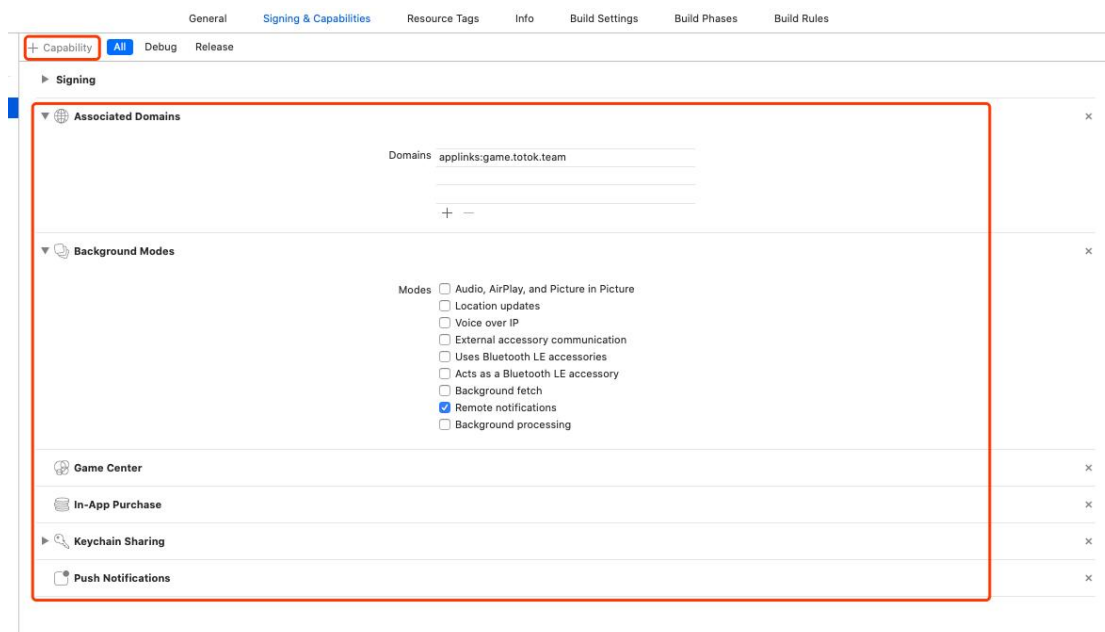 General Signing & Capabilities Resource Tags Info Build Settings Build Phases Build Rules
+ Capability All Debug Release
Signing
Associated Domains
Domains applinks:game.totok.team
Background Modes
Modes Audio, AirPlay, and Picture in Picture
Location updates
Voice over IP
External accessory communication
Uses Bluetooth LE accessories
Acts as a Bluetooth LE accessory
Background fetch
Remote notifications
Background processing
Game Center
In-App Purchase
Keychain Sharing
Push Notifications